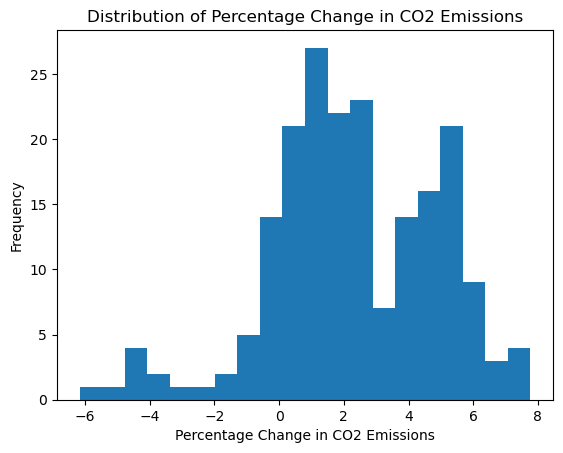 Distribution of Percentage Change in CO2 Emissions
25
20
15
10
5
0
Frequency
−6 −4 −2 0 2 4 6 8
Percentage Change in CO2 Emissions